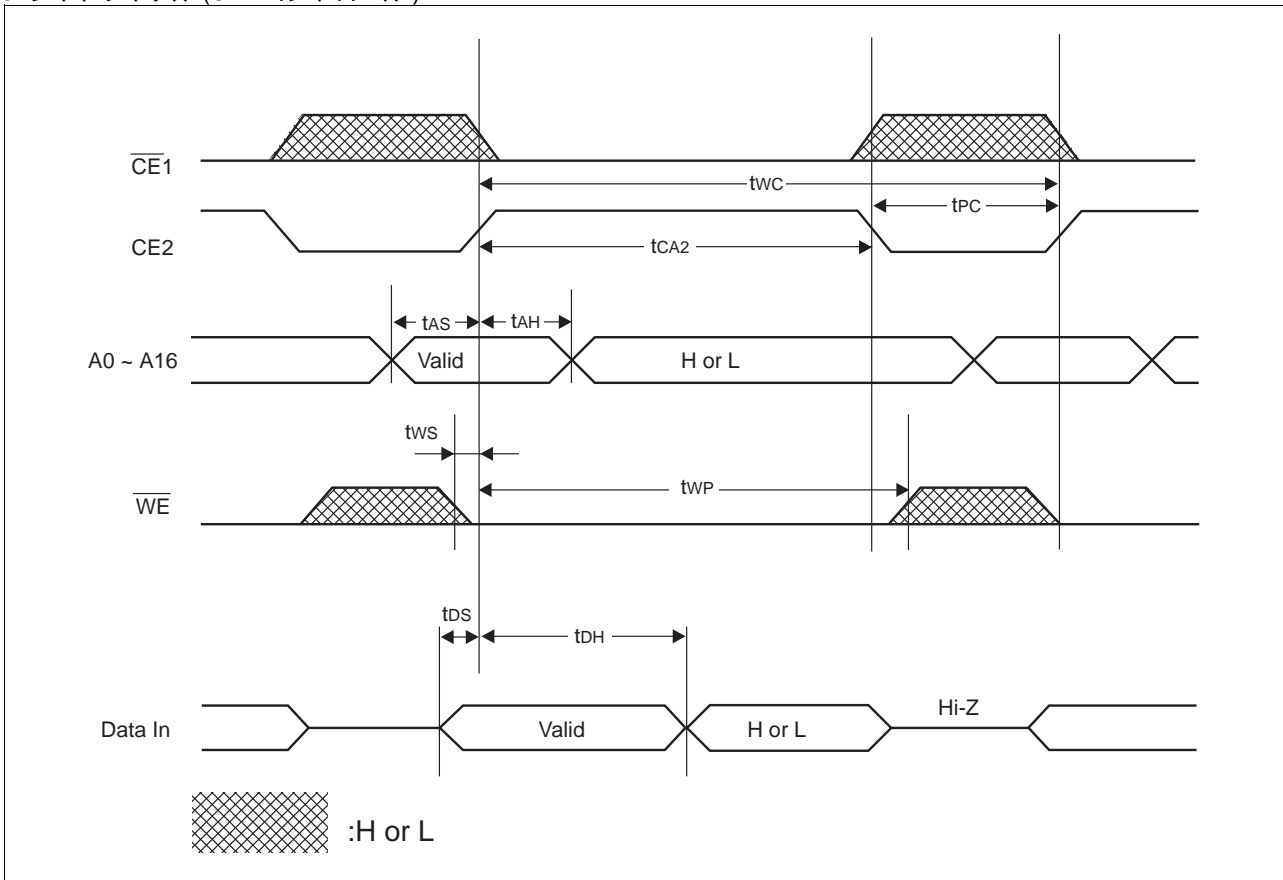 CE1
tWC
tPC
CE2
tCA2
tAS
tAH
A0 ~ A16
Valid
H or L
tWS
tWP
WE
tDS
tDH
Hi-Z
Data In
Valid
H or L
:H or L